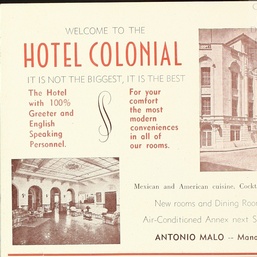 WELCOME TO THE
HOTEL COLONIAL
IT IS NOT THE BIGGEST, IT IS THE BEST
The Hotel
with 100%
Greeter and
English
Speaking
Personnel.
For your
comfort
the most
modern
conveniences
in all of
our rooms.
Mexican and American cuisine, Cockt
New rooms and Dining Roo
Air-Conditioned Annex next S
ANTONIO MALO -- Mana